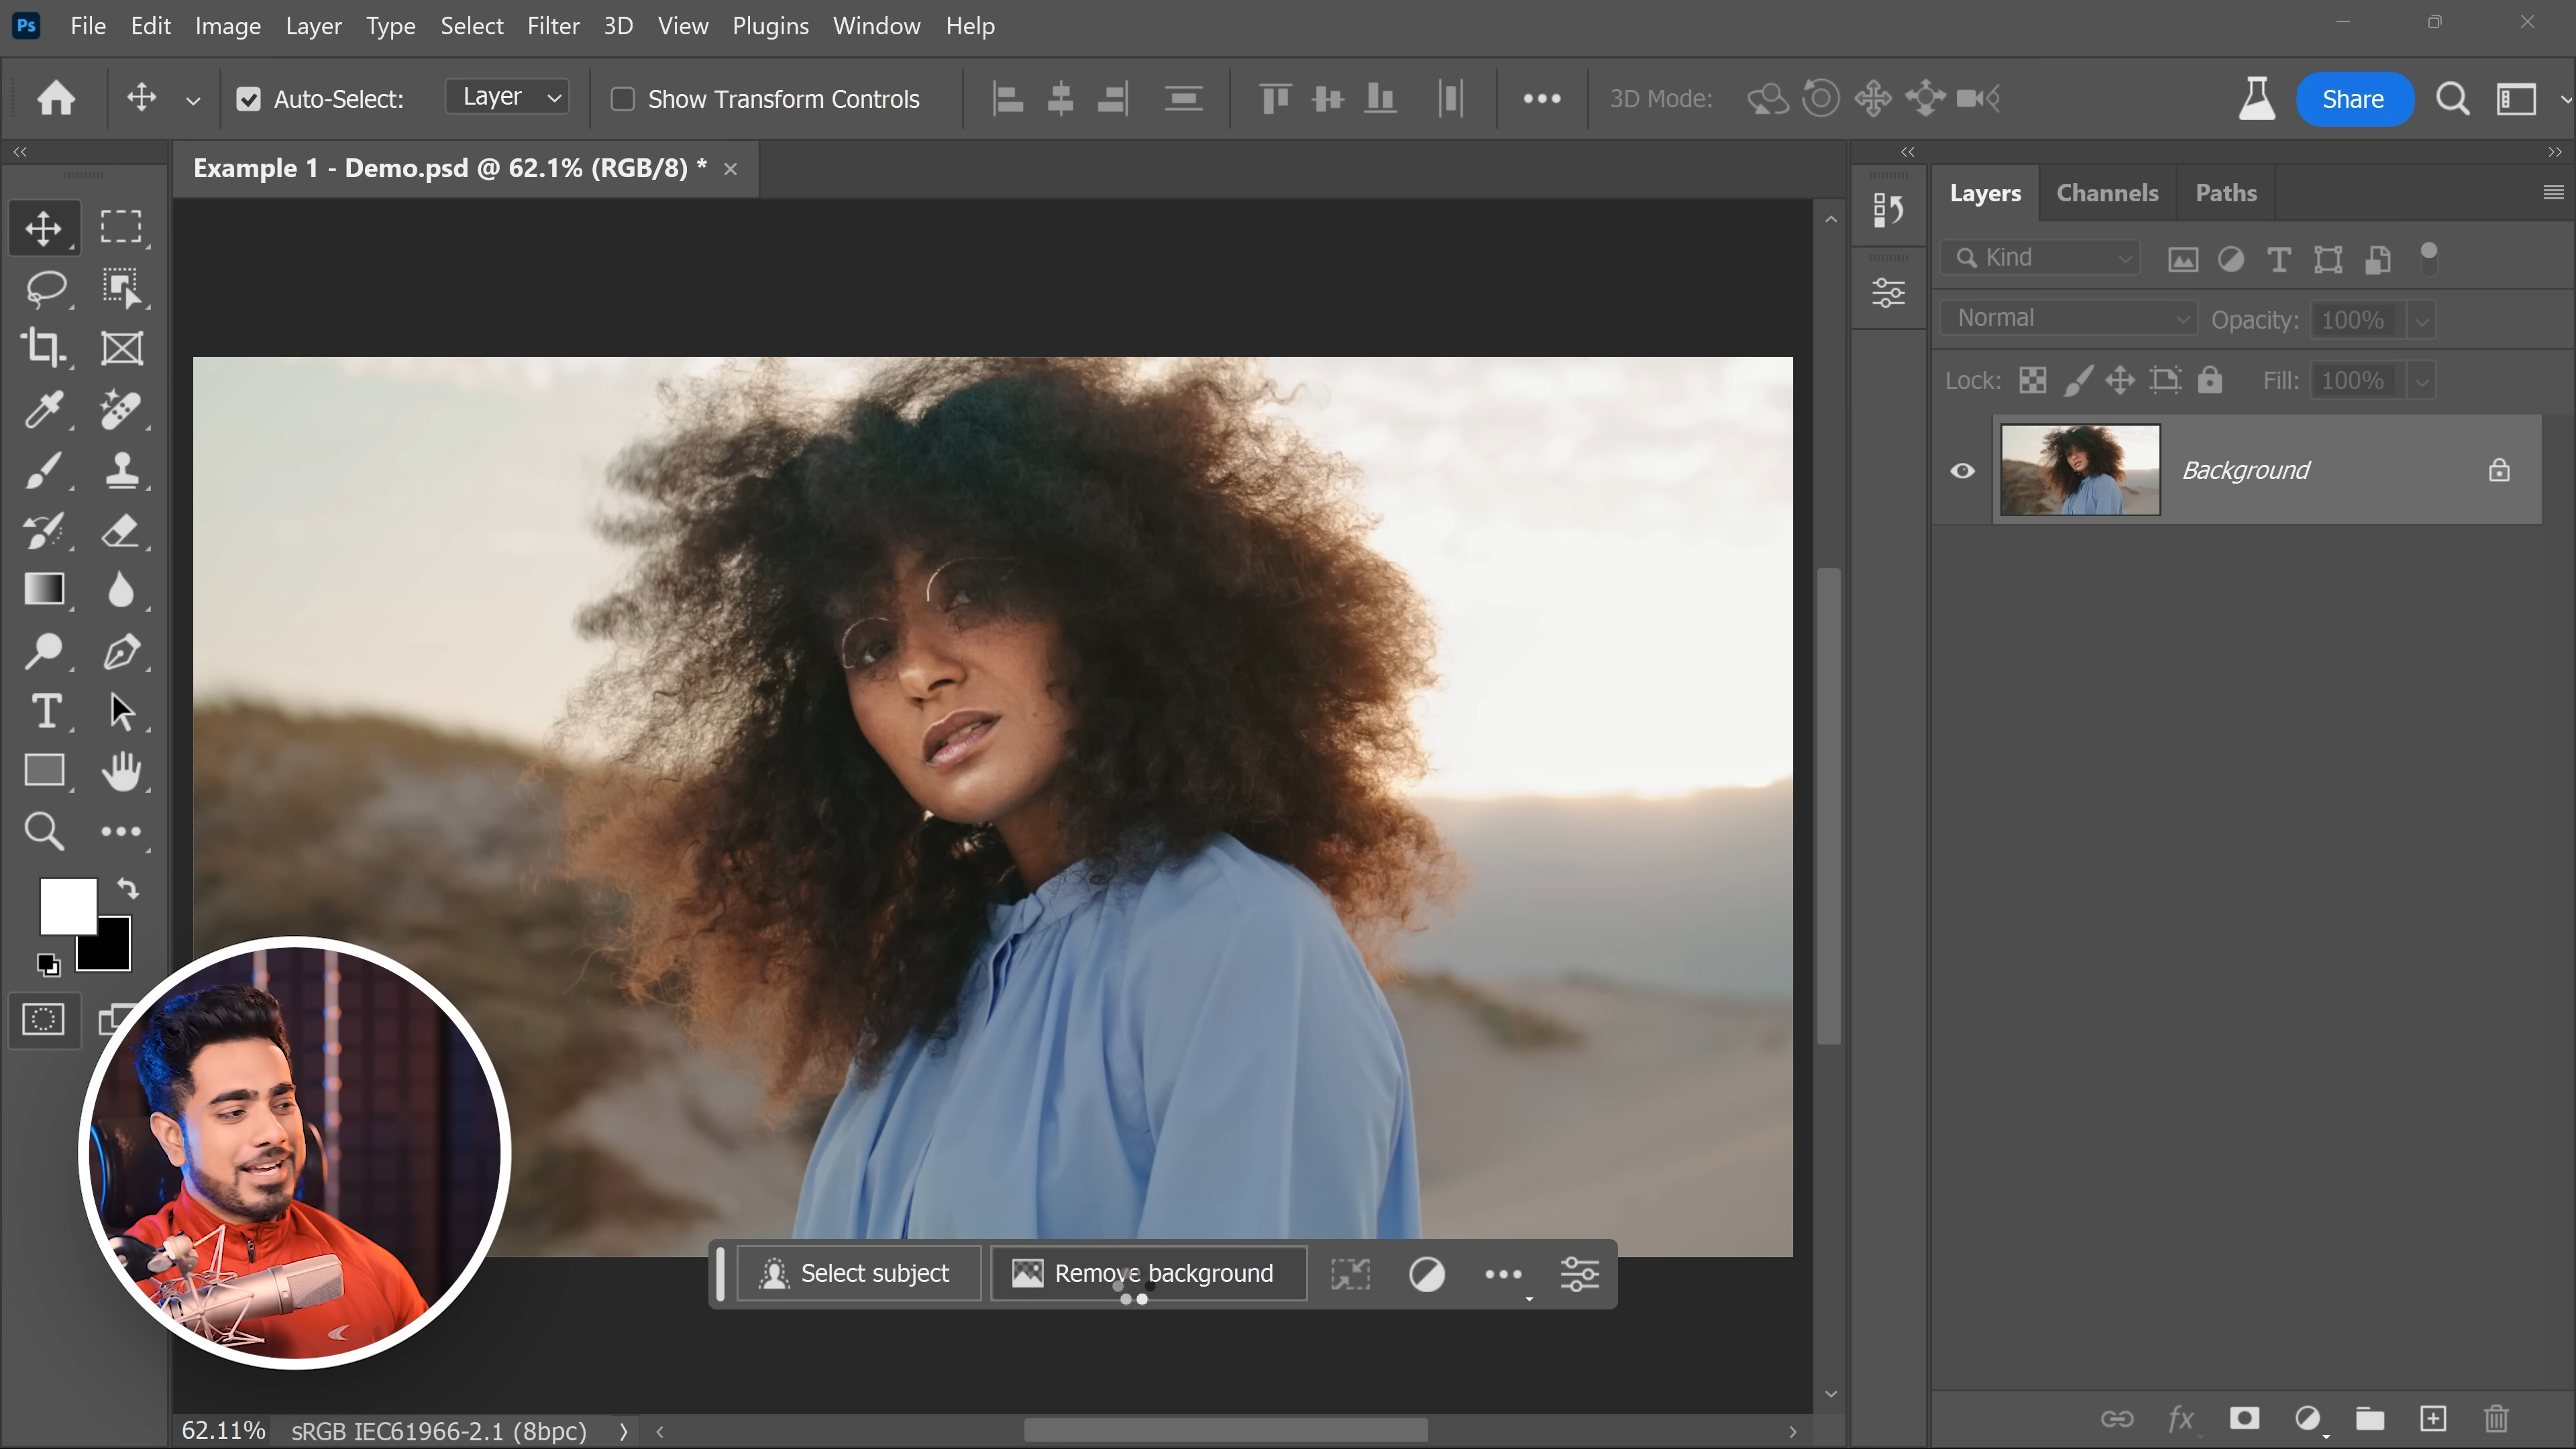 Ps File Edit Image Layer Type Select Filter 3D View Plugins Window Help
Auto-Select: Layer Show Transform Controls 3D Mode: Share
Example 1 - Demo.psd @ 62.1% (RGB/8) *
Layers Channels Paths
Kind
Normal Opacity: 100%
Lock: Fill: 100%
Background
Select subject Remove background
62.11% sRGB IEC61966-2.1 (8bpc)
fx